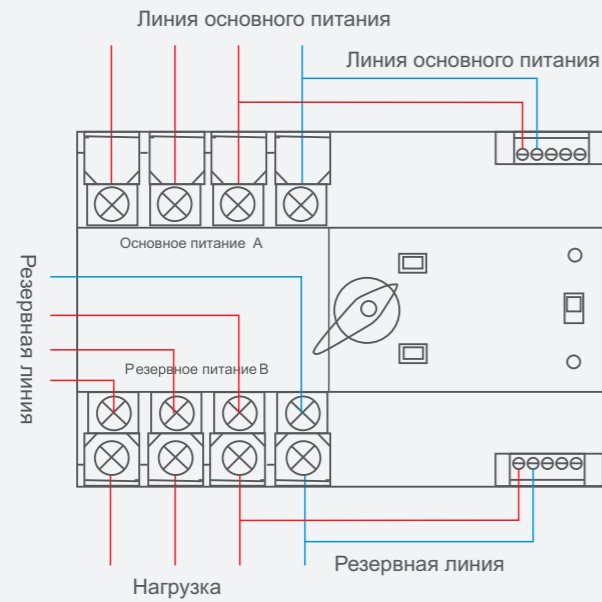 Линия основного питания
Линия основного питания
Основное питание A
Резервная линия
Резервное питание B
Резервная линия
Нагрузка